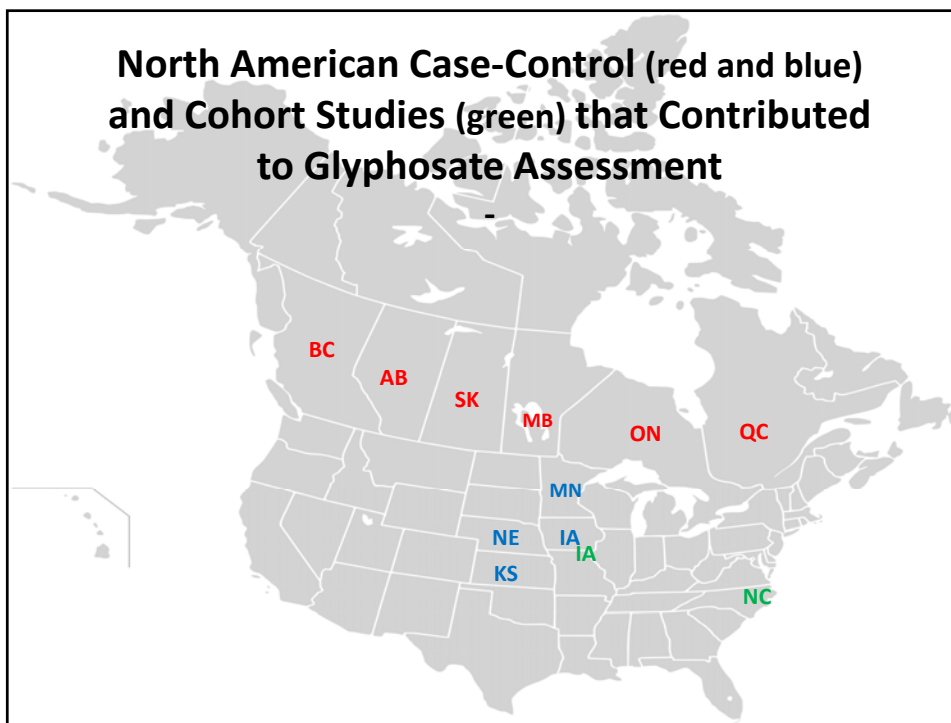 North American Case-Control (red and blue)
and Cohort Studies (green) that Contributed
to Glyphosate Assessment
-
BC
AB
SK
MB
ON
QC
MN
NE
IA
IA
KS
NC